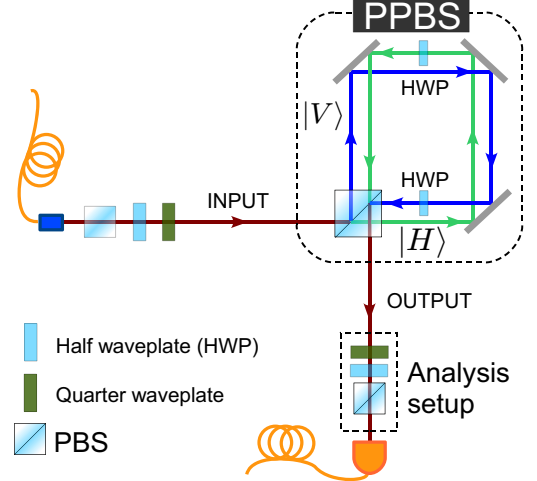 PPBS
HWP
|V⟩
HWP
INPUT
|H⟩
OUTPUT
Half waveplate (HWP)
Quarter waveplate
PBS
Analysis
setup